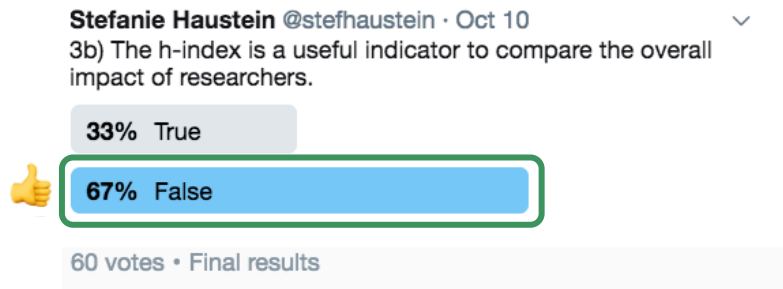 Stefanie Haustein @stefhaustein · Oct 10
3b) The h-index is a useful indicator to compare the overall
impact of researchers.
33% True
67% False
60 votes • Final results